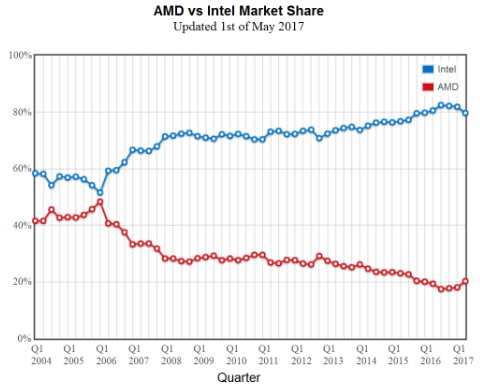 AMD vs Intel Market Share
Updated 1st of May 2017
100%
Intel
AMD
80%
60%
40%
20%
0%
Q1 Q1 Q1 Q1 Q1 Q1 Q1 Q1 Q1 Q1 Q1 Q1 Q1 Q1
2004 2005 2006 2007 2008 2009 2010 2011 2012 2013 2014 2015 2016 2017
Quarter